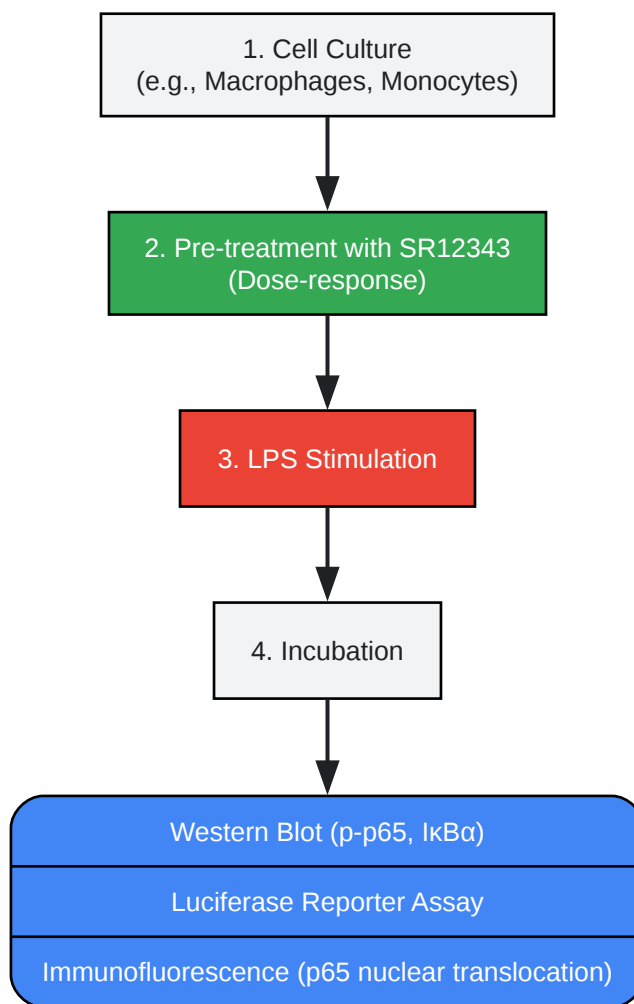 1. Cell Culture
(e.g., Macrophages, Monocytes)
2. Pre-treatment with SR12343
(Dose-response)
3. LPS Stimulation
4. Incubation
Western Blot (p-p65, IκBα)
Luciferase Reporter Assay
Immunofluorescence (p65 nuclear translocation)